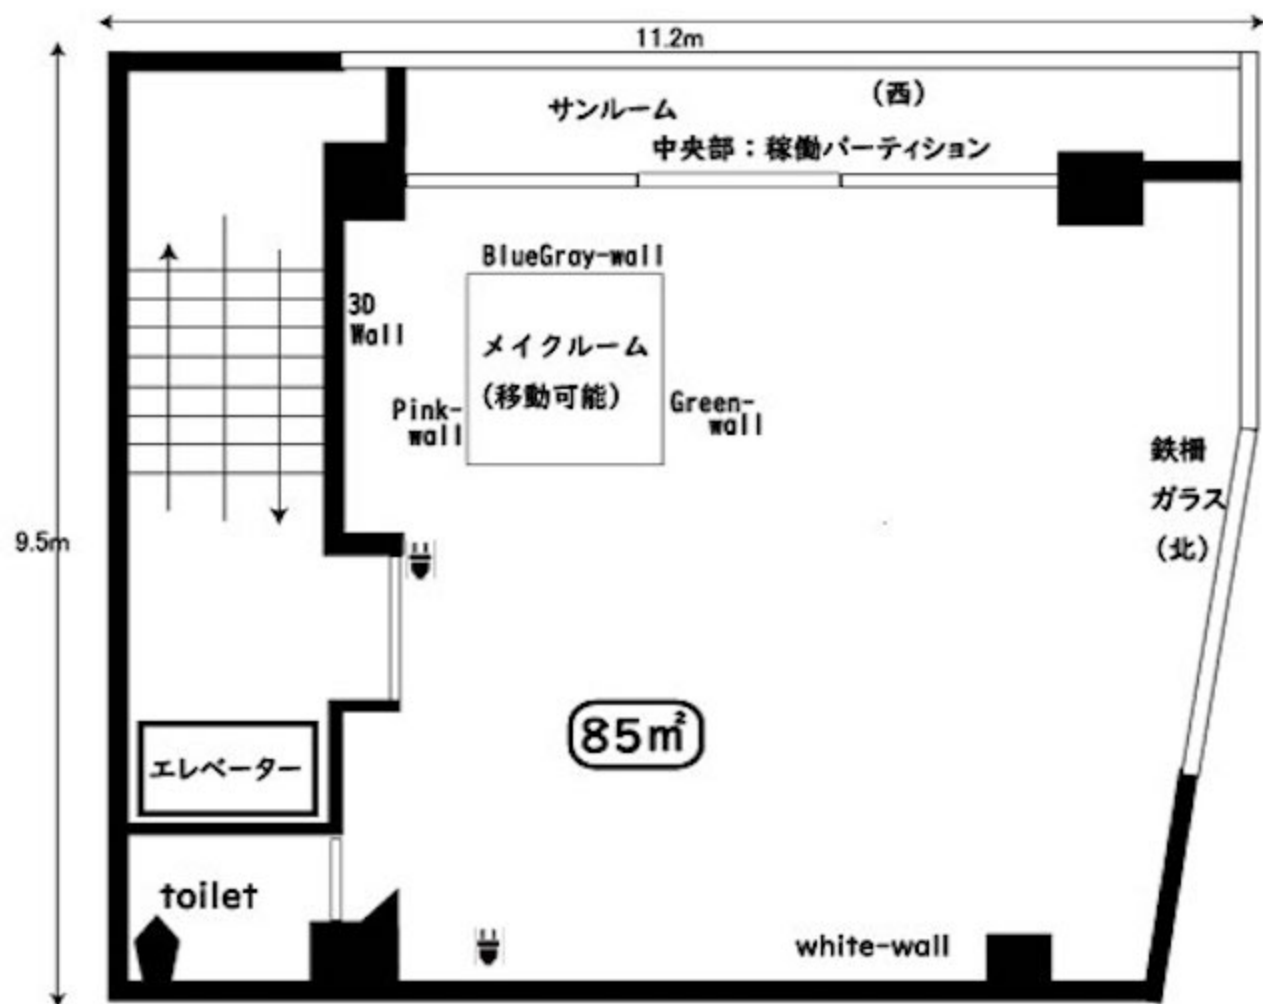 11.2m
(西)
サンルーム
中央部：稼働パーティション
BlueGray-wall
3D
Wall
メイクルーム
(移動可能)
Pink-
wall
Green-
wall
鉄柵
ガラス
(北)
9.5m
85㎡
エレベーター
toilet
white-wall